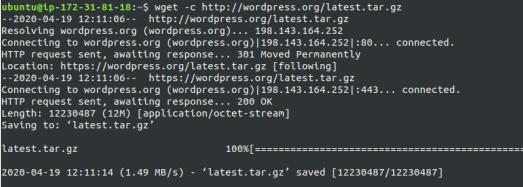 ubuntu@ip-172-31-81-18:~$ wget -c http://wordpress.org/latest.tar.gz
--2020-04-19 12:11:06--  http://wordpress.org/latest.tar.gz
Resolving wordpress.org (wordpress.org)... 198.143.164.252
Connecting to wordpress.org (wordpress.org)|198.143.164.252|:80... connected.
HTTP request sent, awaiting response... 301 Moved Permanently
Location: https://wordpress.org/latest.tar.gz [following]
--2020-04-19 12:11:06--  https://wordpress.org/latest.tar.gz
Connecting to wordpress.org (wordpress.org)|198.143.164.252|:443... connected.
HTTP request sent, awaiting response... 200 OK
Length: 12230487 (12M) [application/octet-stream]
Saving to: ‘latest.tar.gz’
latest.tar.gz                 100%[==============================================
2020-04-19 12:11:14 (1.49 MB/s) - ‘latest.tar.gz’ saved [12230487/12230487]